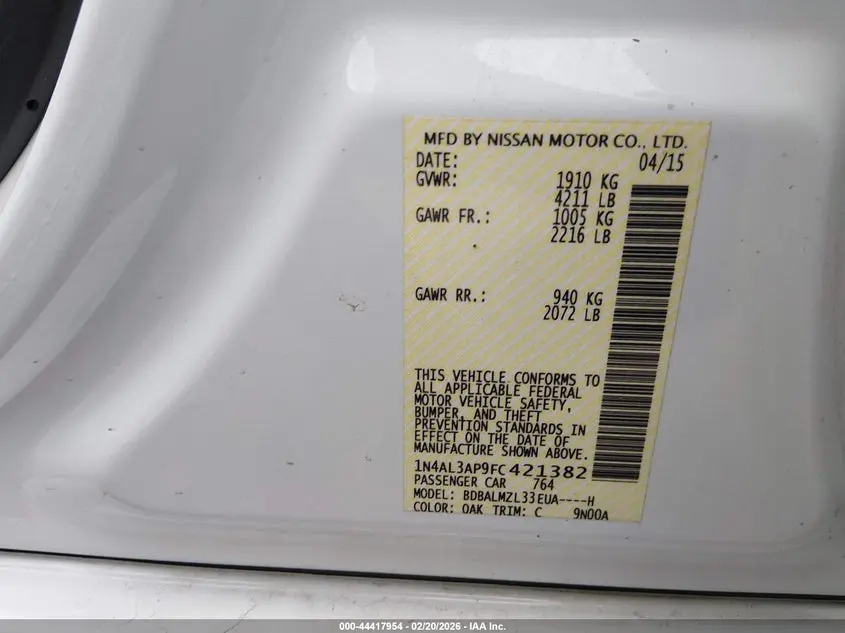 MFD BY NISSAN MOTOR CO., LTD.
DATE: 04/15
GVWR: 1910 KG
4211 LB
GAWR FR.: 1005 KG
2216 LB
GAWR RR.: 940 KG
2072 LB
THIS VEHICLE CONFORMS TO
ALL APPLICABLE FEDERAL
MOTOR VEHICLE SAFETY,
BUMPER, AND THEFT
PREVENTION STANDARDS IN
EFFECT ON THE DATE OF
MANUFACTURE SHOWN ABOVE.
1N4AL3AP9FC421382
PASSENGER CAR 764
MODEL: BDBALMZL33EUA----H
COLOR: QAK TRIM: C 9N00A
000-44417954 - 02/20/2026 - IAA Inc.